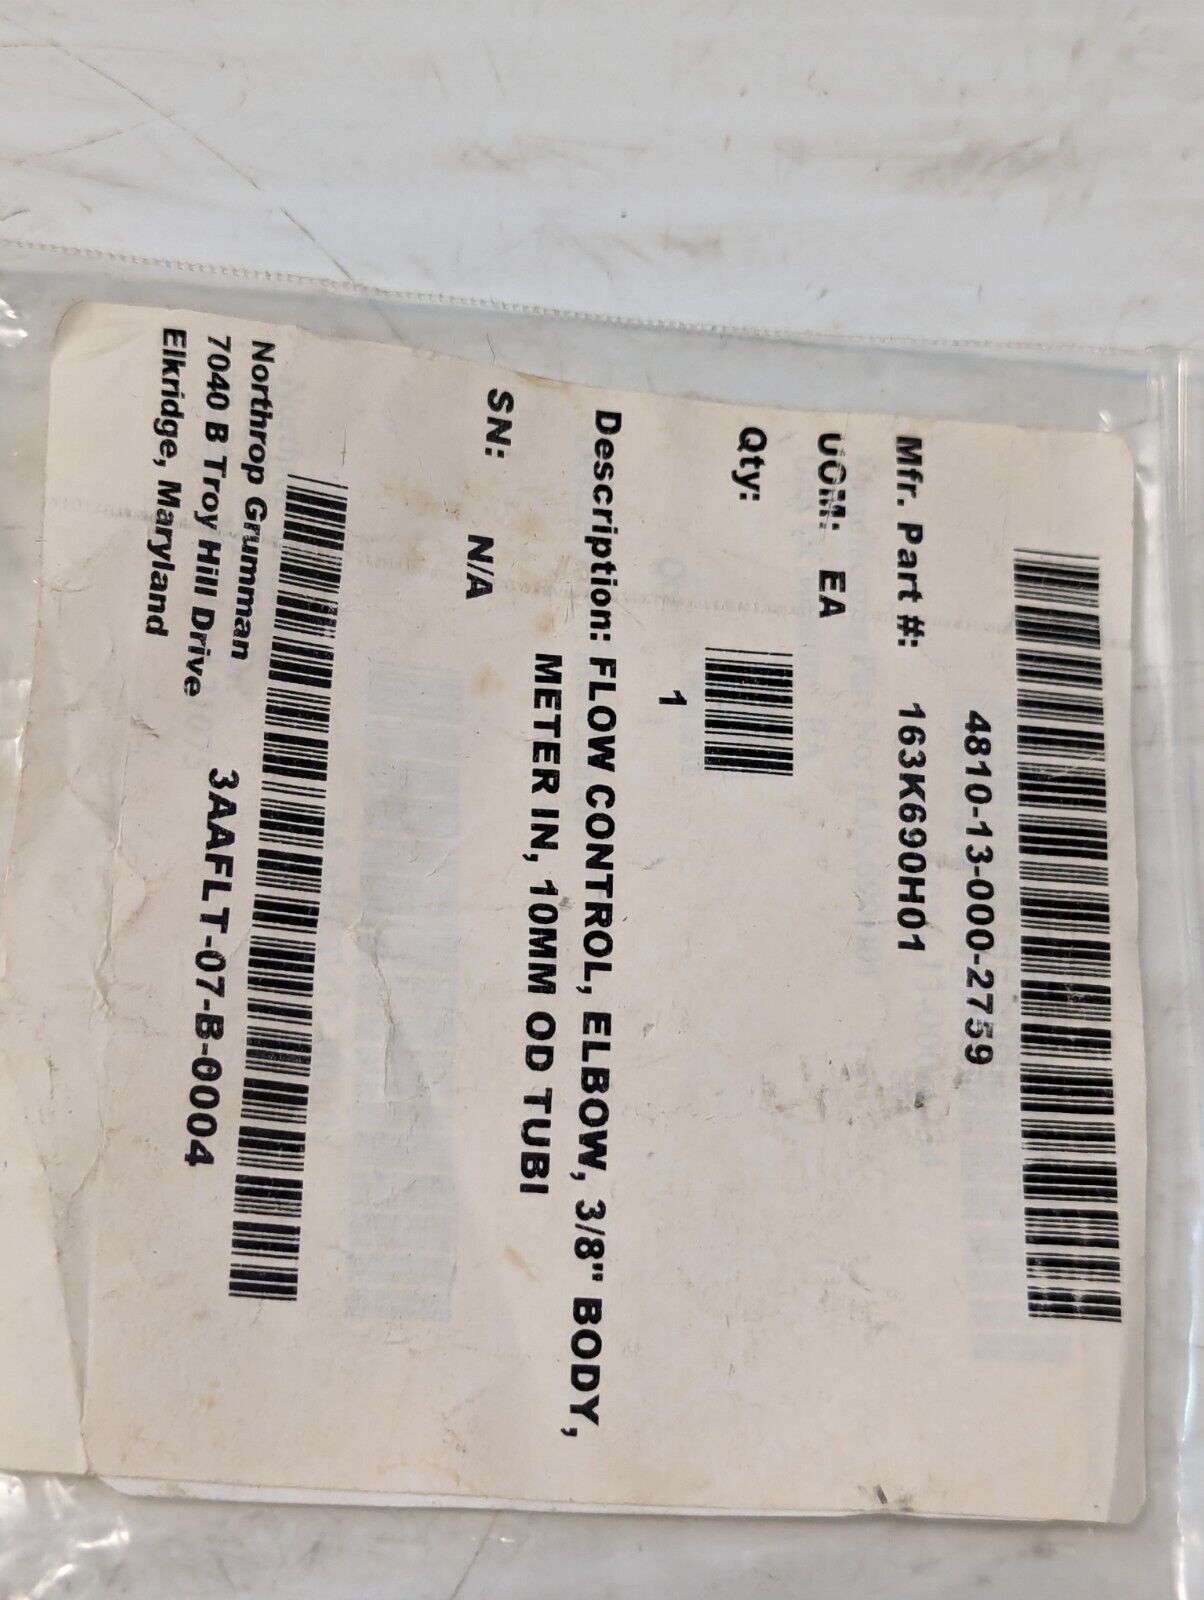 4810-13-000-2759
Mfr. Part #: 163K690H01
UOM: EA
Qty:
1
Description: FLOW CONTROL, ELBOW, 3/8" BODY,
METER IN, 10MM OD TUBI
SN: N/A
Northrop Grumman
7040 B Troy Hill Drive
Elkridge, Maryland
3AAFLT-07-B-0004